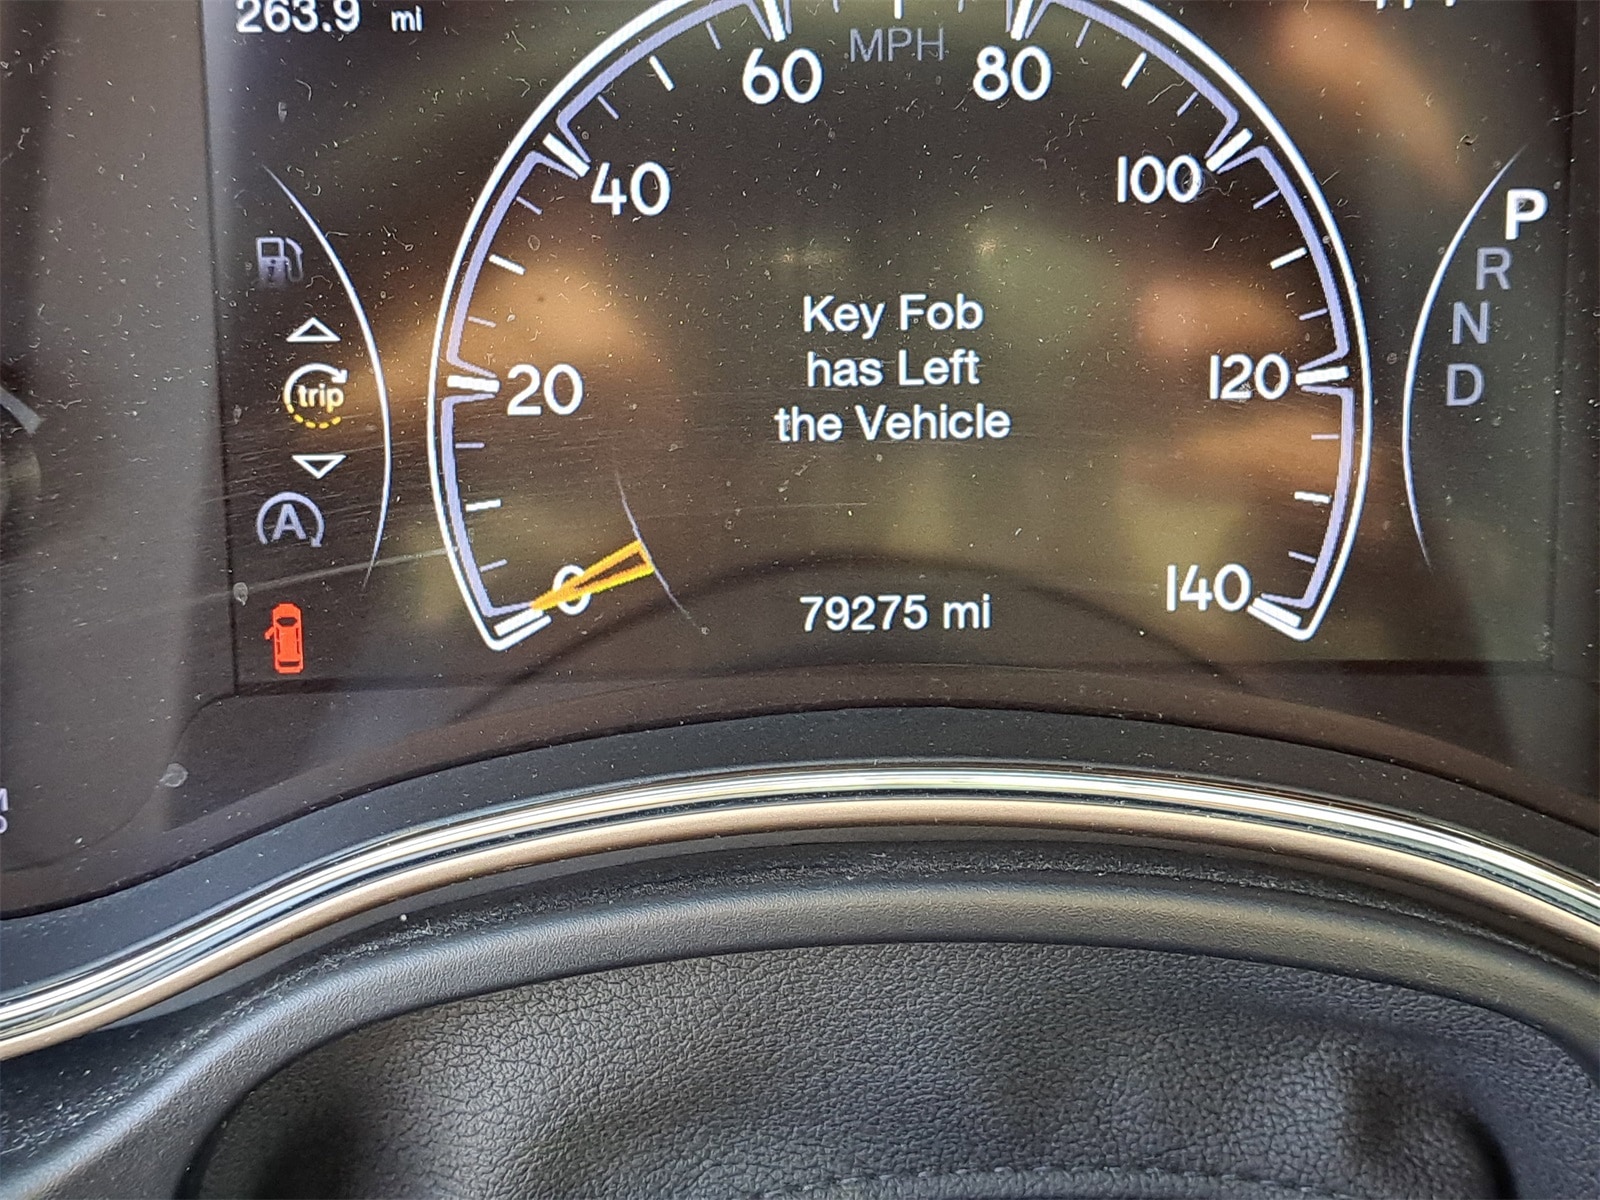 263.9 mi
MPH
60 80
40 100
P
R
N
D
Key Fob
has Left
the Vehicle
trip
20 120
A
0 140
79275 mi